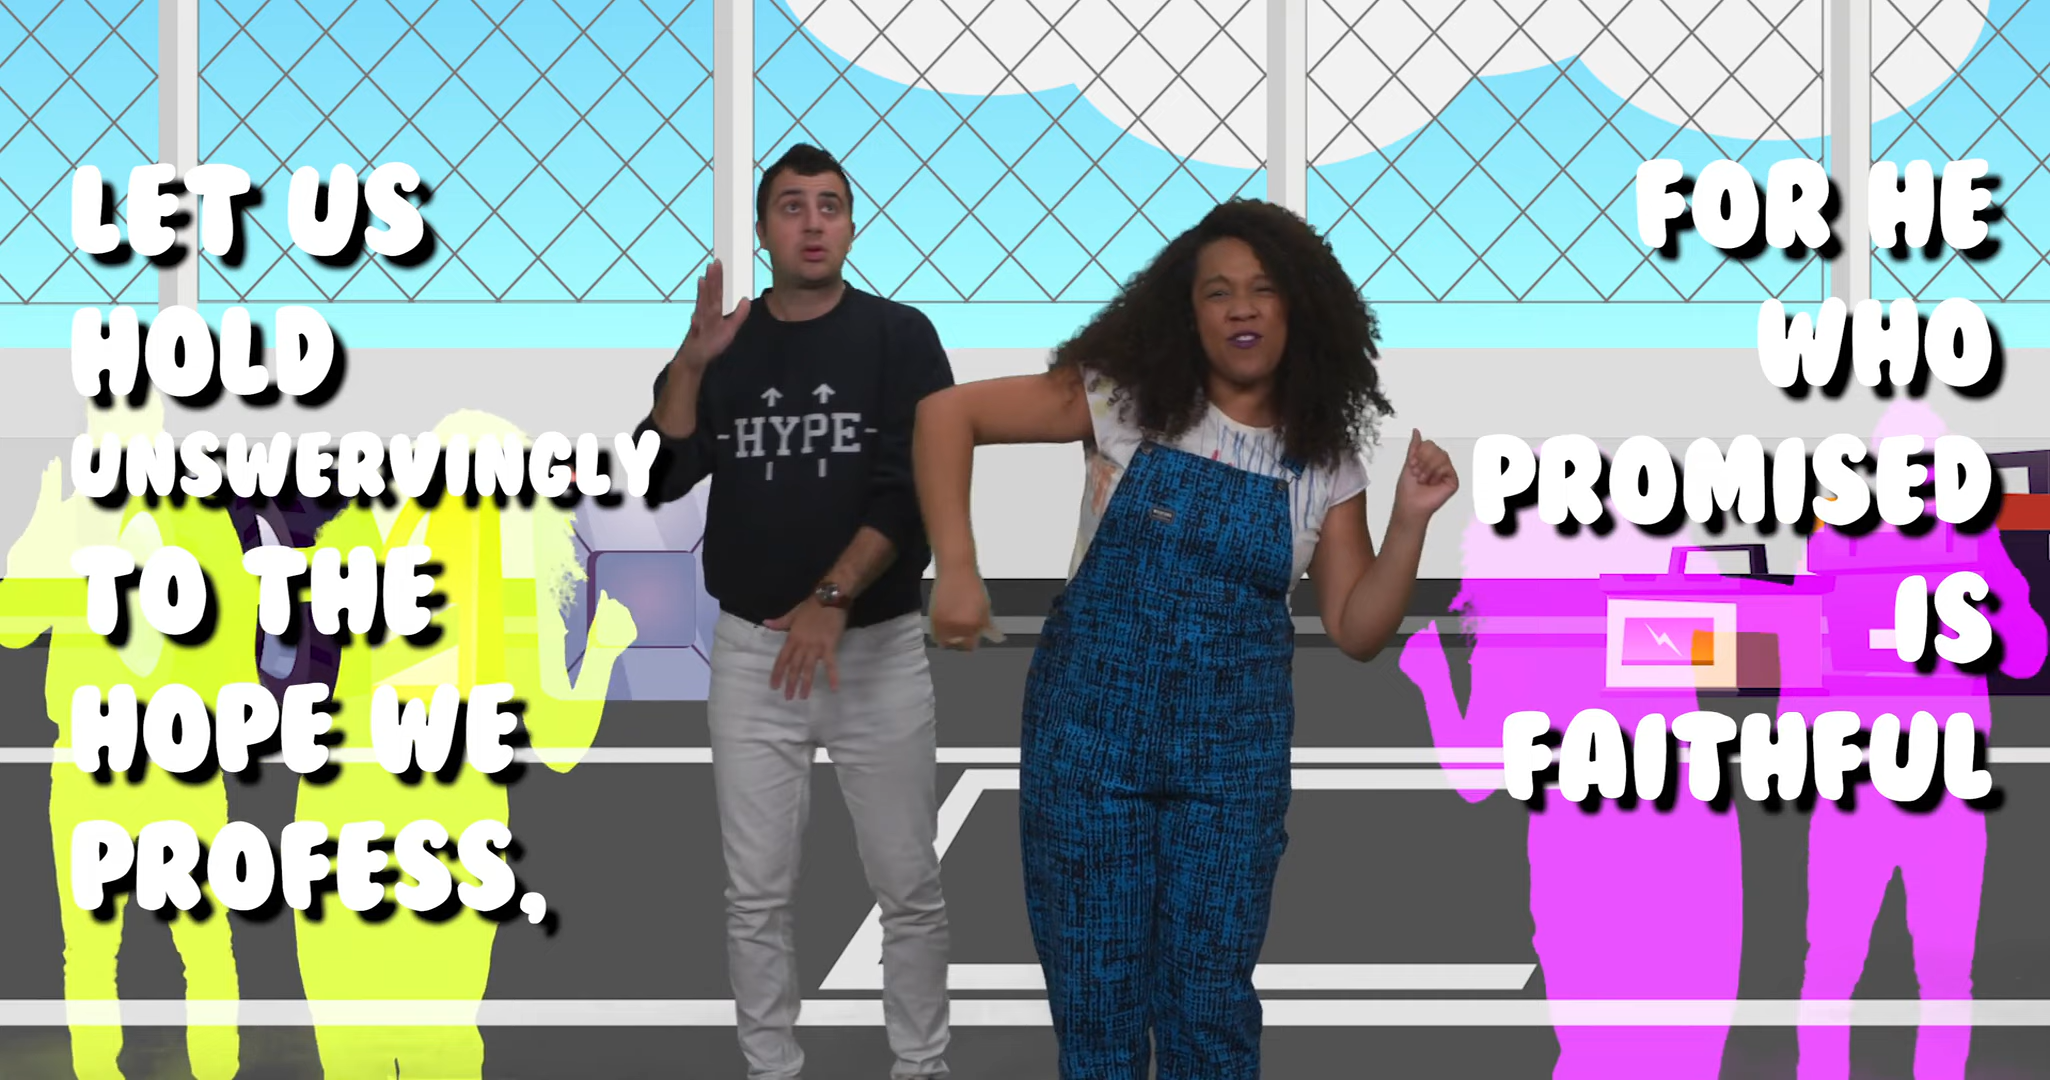 LET US
HOLD
UNSWERVINGLY
TO THE
HOPE WE
PROFESS,
FOR HE
WHO
PROMISED
IS
FAITHFUL
-HYPE-